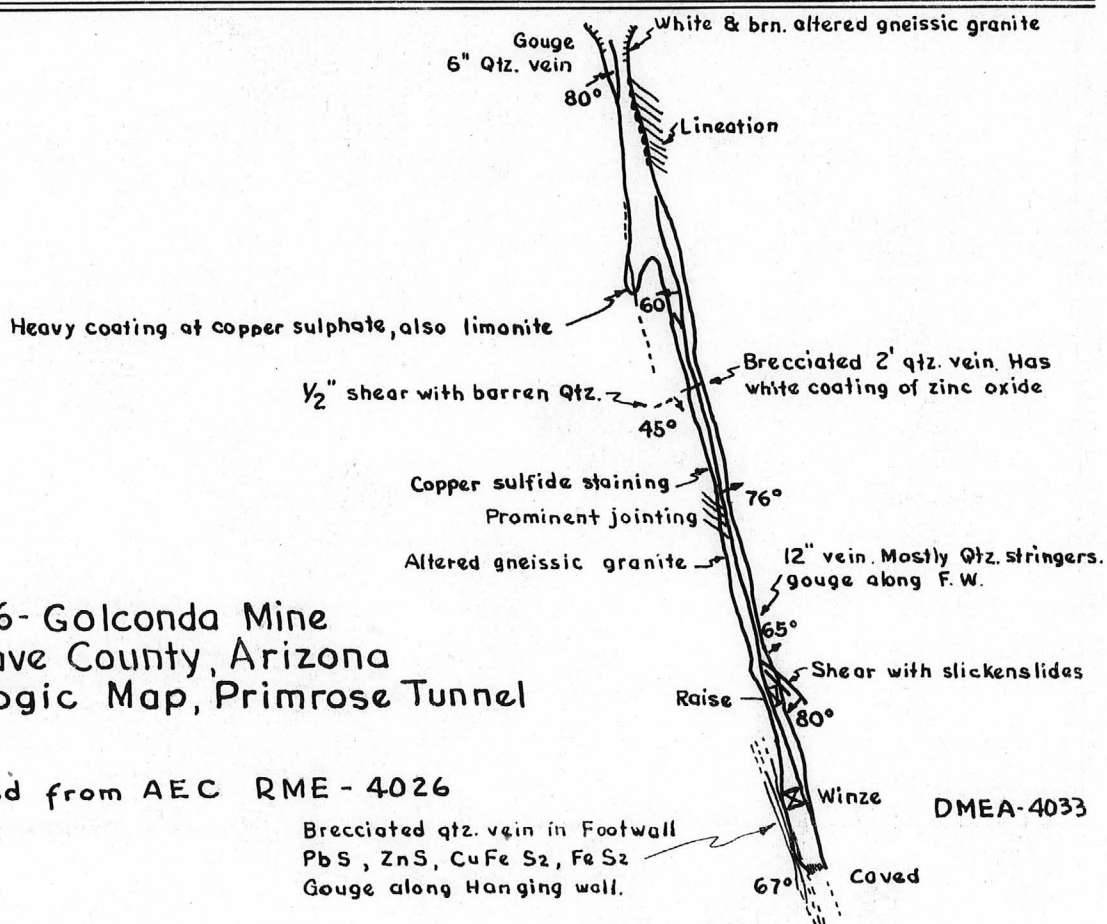 White & brn. altered gneissic granite
Gouge
6" Qtz. vein
80°
Lineation
60
Heavy coating at copper sulphate, also limonite
Brecciated 2' qtz. vein. Has
white coating of zinc oxide
½" shear with barren Qtz.
45°
Copper sulfide staining
76°
Prominent jointing
Altered gneissic granite
12" vein. Mostly Qtz. stringers.
gouge along F.W.
65°
6- Golconda Mine
County, Arizona
Map, Primrose Tunnel
Shear with slickenslides
Raise
80°
from AEC RME - 4026
Winze
DMEA-4033
Brecciated qtz. vein in Footwall
PbS, ZnS, CuFe S2, Fe S2
Gouge along Hanging wall.
67°
Caved